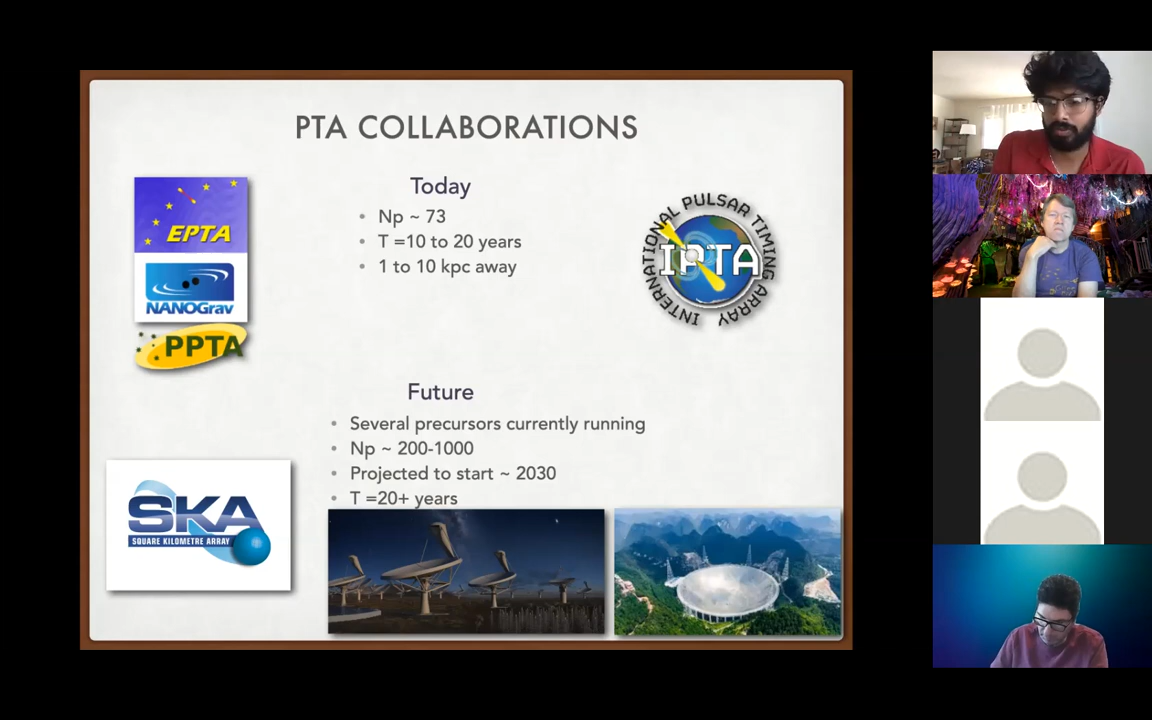 PTA COLLABORATIONS
Today
• Np ~ 73
• T =10 to 20 years
• 1 to 10 kpc away
EPTA
NANOGrav
PPTA
INTERNATIONAL PULSAR TIMING ARRAY
IPTA
Future
• Several precursors currently running
• Np ~ 200-1000
• Projected to start ~ 2030
• T =20+ years
SKA
SQUARE KILOMETRE ARRAY